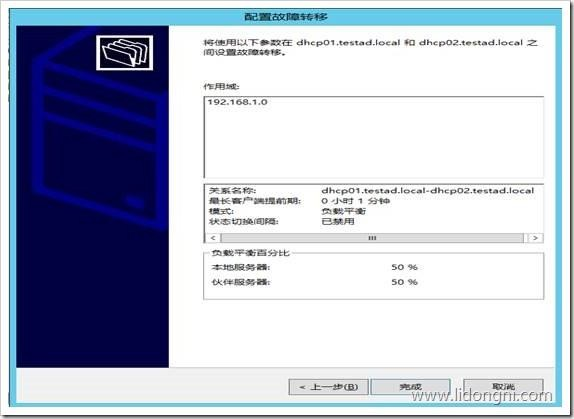 配置故障转移
将使用以下参数在 dhcp01.testad.local 和 dhcp02.testad.local 之
间设置故障转移。
作用域:
192.168.1.0
关系名称: dhcp01.testad.local-dhcp02.testad.local
最长客户端提前期: 0 小时 1 分钟
模式: 负载平衡
状态切换间隔: 已禁用
负载平衡百分比
本地服务器: 50 %
伙伴服务器: 50 %
< 上一步(B) 完成 取消
www.lidongni.com